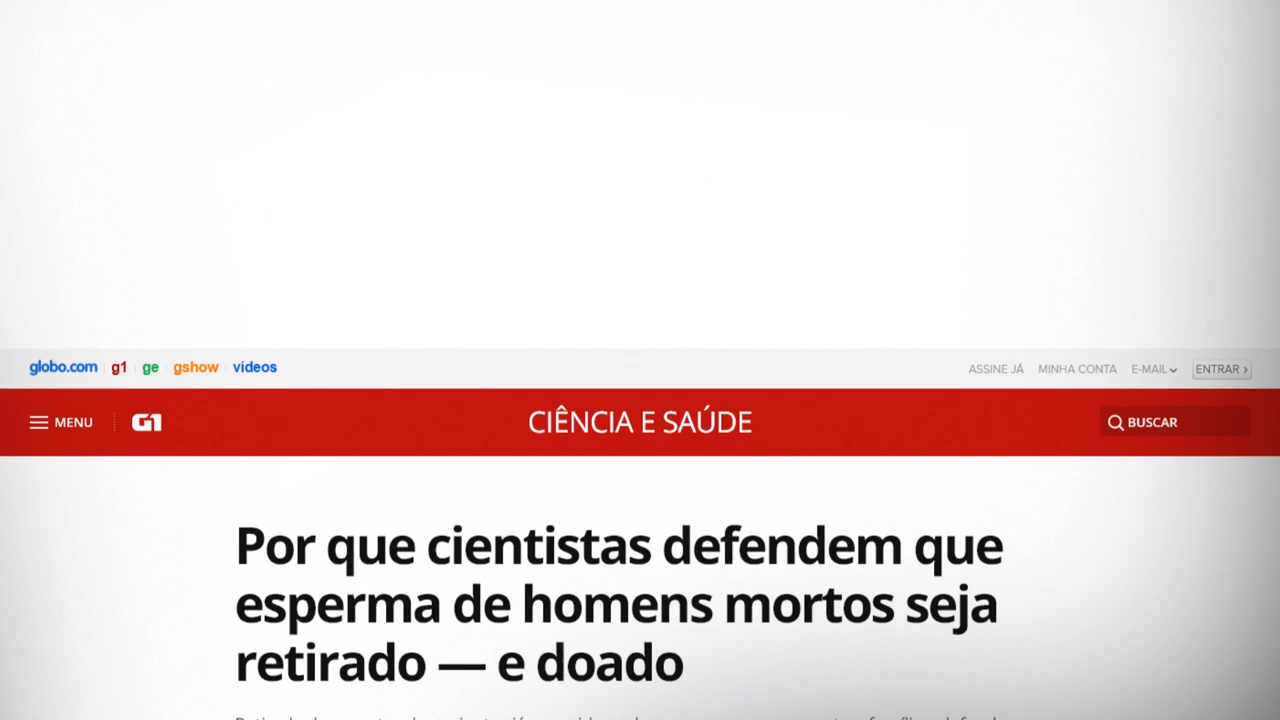 globo.com g1 ge gshow vídeos ASSINE JÁ MINHA CONTA E-MAIL ENTRAR ›
MENU G1 CIÊNCIA E SAÚDE BUSCAR
Por que cientistas defendem que
esperma de homens mortos seja
retirado — e doado